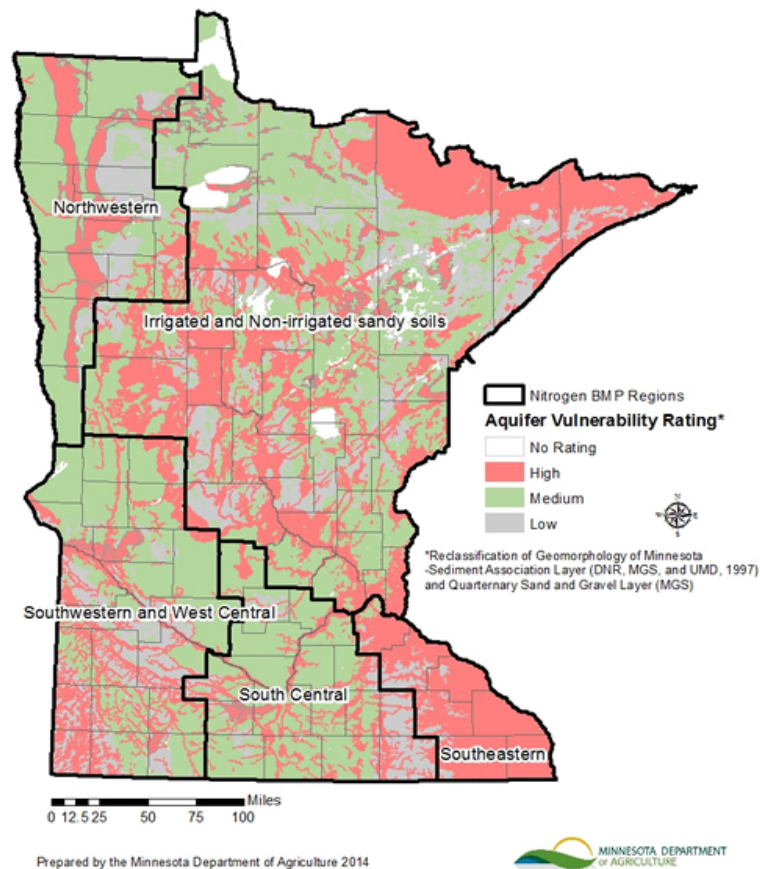 Northwestern
Irrigated and Non-irrigated sandy soils
Nitrogen BMP Regions
Aquifer Vulnerability Rating*
No Rating
High
Medium
Low
N
W
E
S
*Reclassification of Geomorphology of Minnesota
-Sediment Association Layer (DNR, MGS, and UMD, 1997)
and Quarternary Sand and Gravel Layer (MGS)
Southwestern and West Central
South Central
Southeastern
Miles
0 12.5 25 50 75 100
Prepared by the Minnesota Department of Agriculture 2014
MINNESOTA DEPARTMENT
OF AGRICULTURE